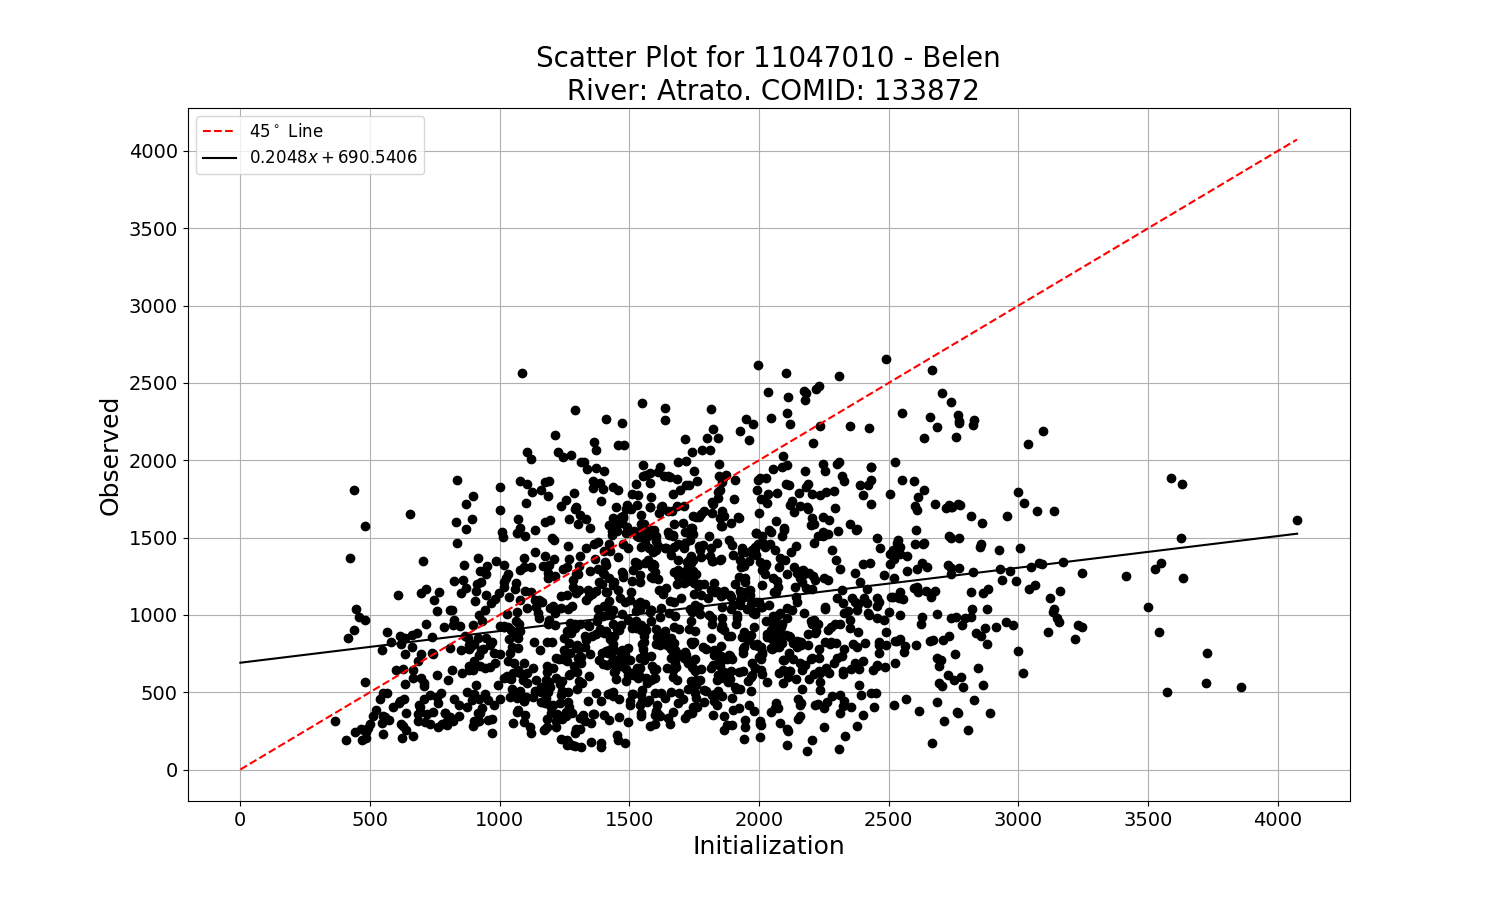 Scatter Plot for 11047010 - Belen
River: Atrato. COMID: 133872
45° Line
0.2048x + 690.5406
Observed
4000
3500
3000
2500
2000
1500
1000
500
0
0 500 1000 1500 2000 2500 3000 3500 4000
Initialization